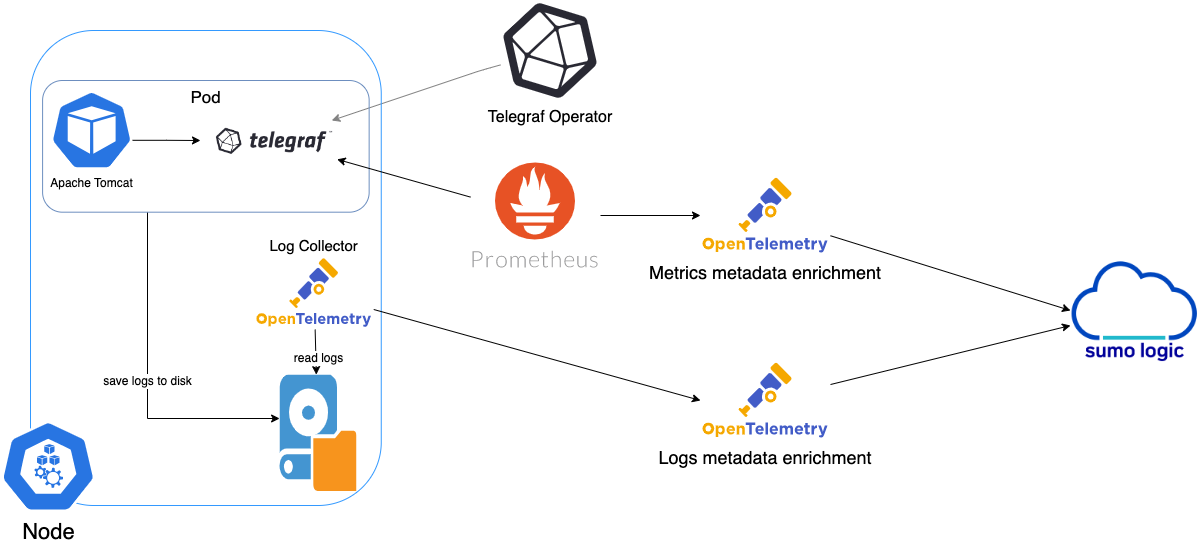 Pod
Telegraf Operator
telegraf
Apache Tomcat
Prometheus
OpenTelemetry
Metrics metadata enrichment
Log Collector
OpenTelemetry
read logs
save logs to disk
sumo logic
OpenTelemetry
Logs metadata enrichment
Node